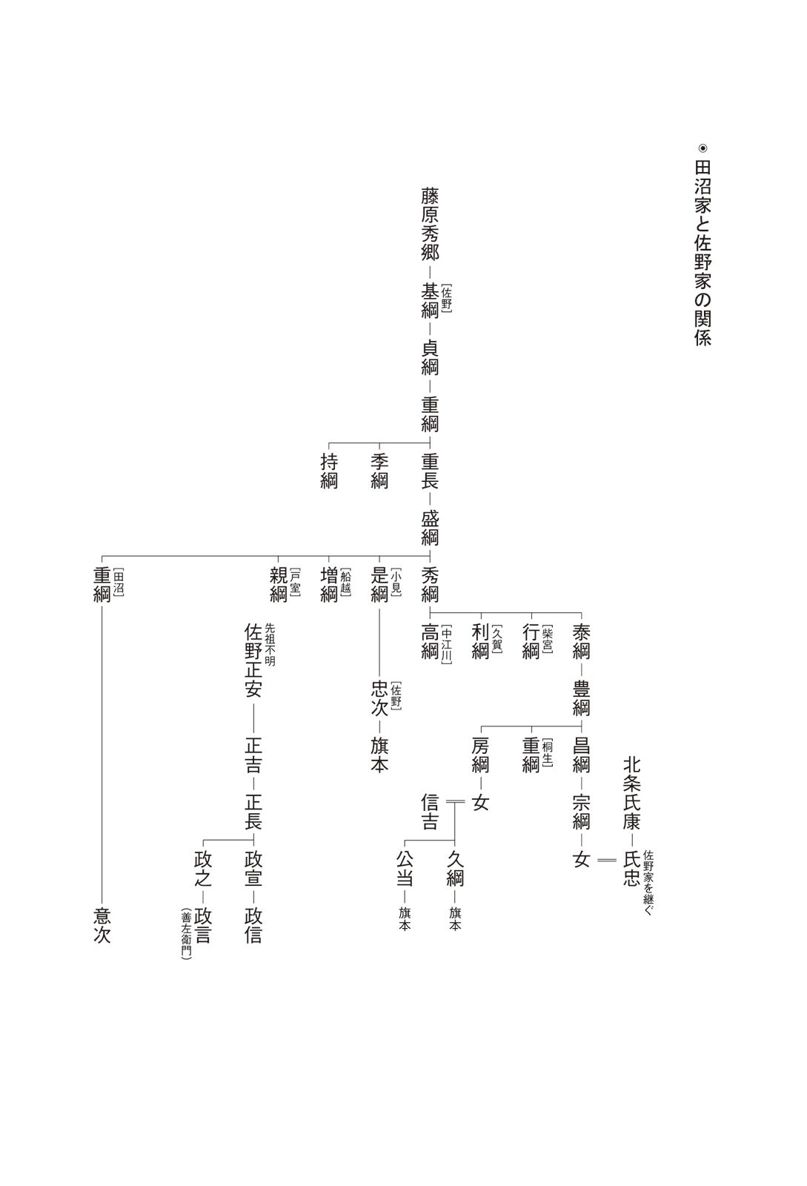 ◉田沼家と佐野家の関係
北条氏康
氏忠
佐野家を継ぐ
泰綱
豊綱
昌綱
宗綱
女
[柴宮]
行綱
[桐生]
重綱
[久賀]
利綱
房綱
女
久綱
旗本
藤原秀郷
[佐野]
基綱
貞綱
重綱
重長
盛綱
秀綱
[中江川]
高綱
信吉
公当
旗本
季綱
[小見]
是綱
[佐野]
忠次
旗本
持綱
[船越]
増綱
[戸室]
親綱
先祖不明
佐野正安
正吉
正長
政宣
政信
政之
政言
(善左衛門)
[田沼]
重綱
意次